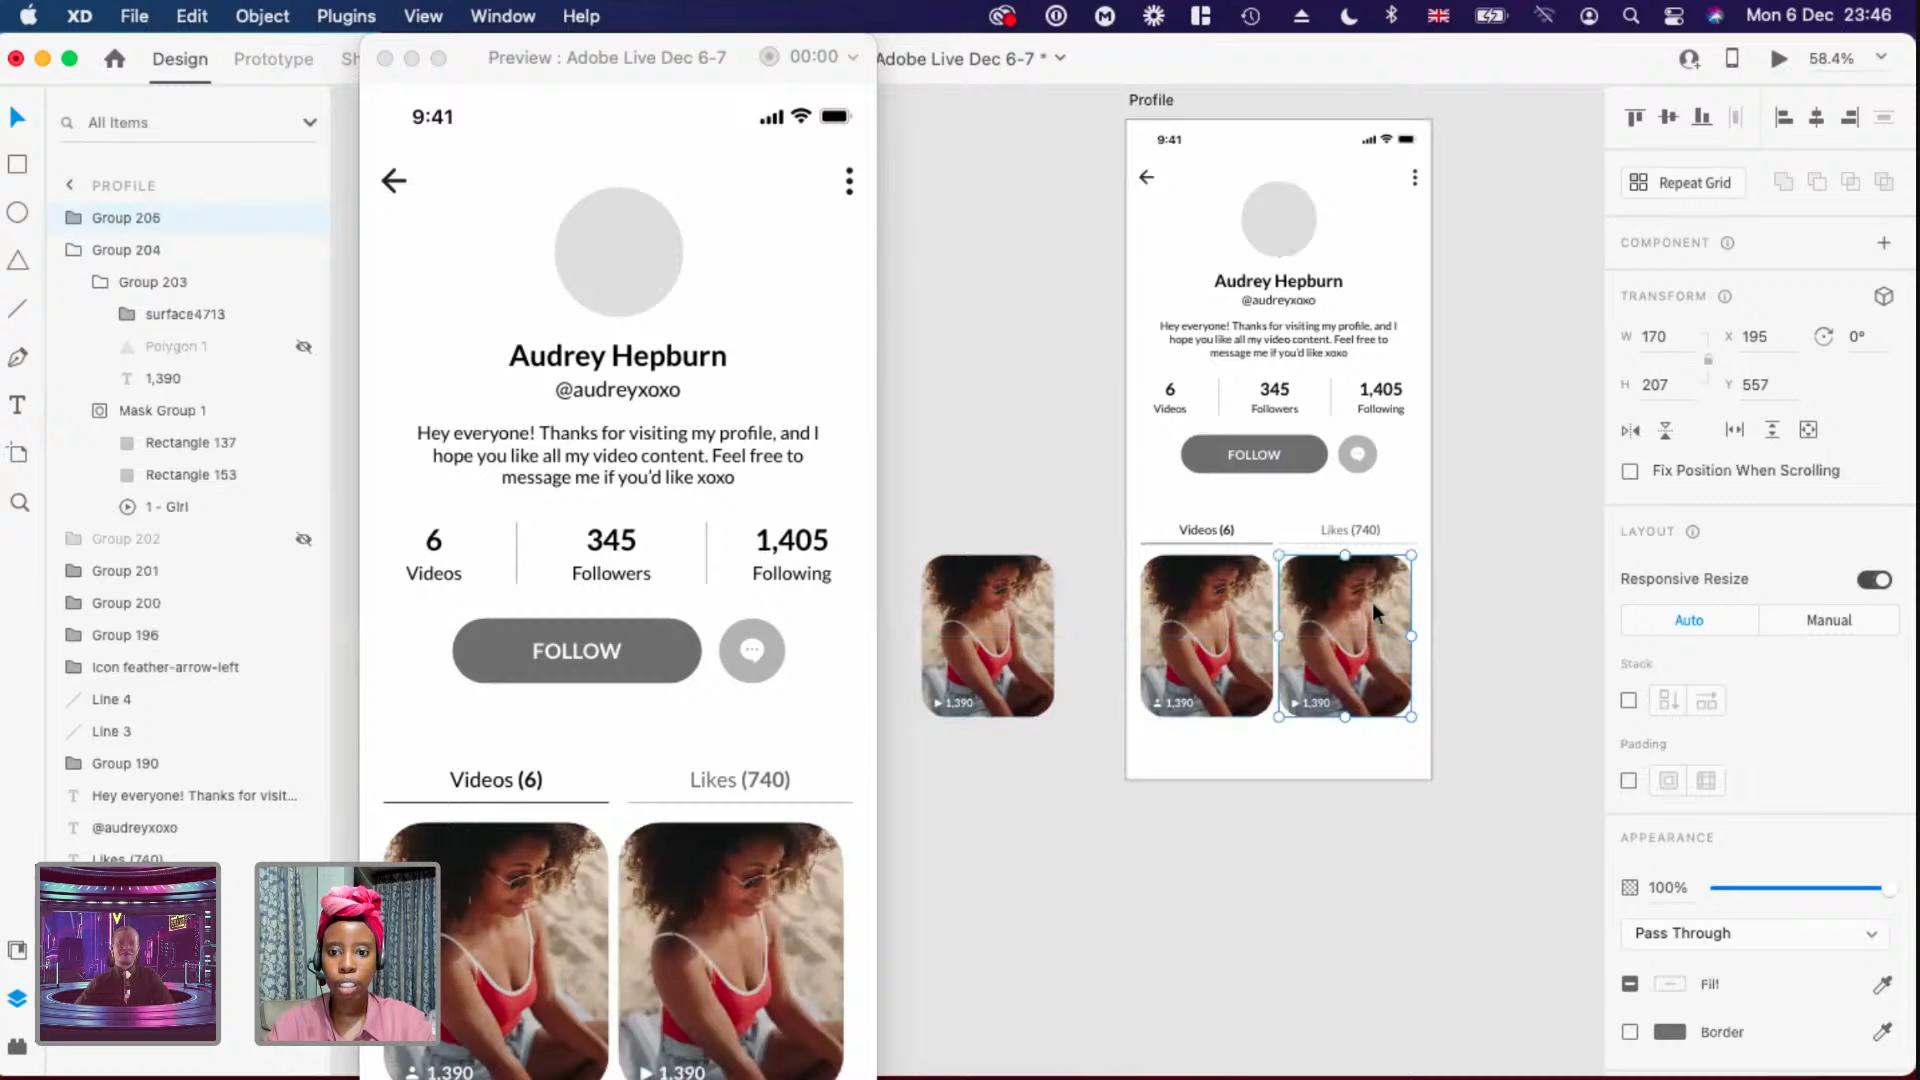 XD File Edit Object Plugins View Window Help
Mon 6 Dec 23:46
Design Prototype Sh
Preview : Adobe Live Dec 6-7 00:00
Adobe Live Dec 6-7 *
58.4%
All Items
PROFILE
Group 206
Group 204
Group 203
surface4713
Polygon 1
1,390
Mask Group 1
Rectangle 137
Rectangle 153
1 - Girl
Group 202
Group 201
Group 200
Group 196
Icon feather-arrow-left
Line 4
Line 3
Group 190
Hey everyone! Thanks for visit...
@audreyxoxo
Likes (740)
9:41
Audrey Hepburn
@audreyxoxo
Hey everyone! Thanks for visiting my profile, and I
hope you like all my video content. Feel free to
message me if you'd like xoxo
6 345 1,405
Videos Followers Following
FOLLOW
Videos (6) Likes (740)
1,390 1,390
1,390
Profile
9:41
Audrey Hepburn
@audreyxoxo
Hey everyone! Thanks for visiting my profile, and I
hope you like all my video content. Feel free to
message me if you'd like xoxo
6 345 1,405
Videos Followers Following
FOLLOW
Videos (6) Likes (740)
1,390 1,390
Repeat Grid
COMPONENT
TRANSFORM
W 170 X 195 0°
H 207 Y 557
Fix Position When Scrolling
LAYOUT
Responsive Resize
Auto Manual
Stack
Padding
APPEARANCE
100%
Pass Through
Fill
Border